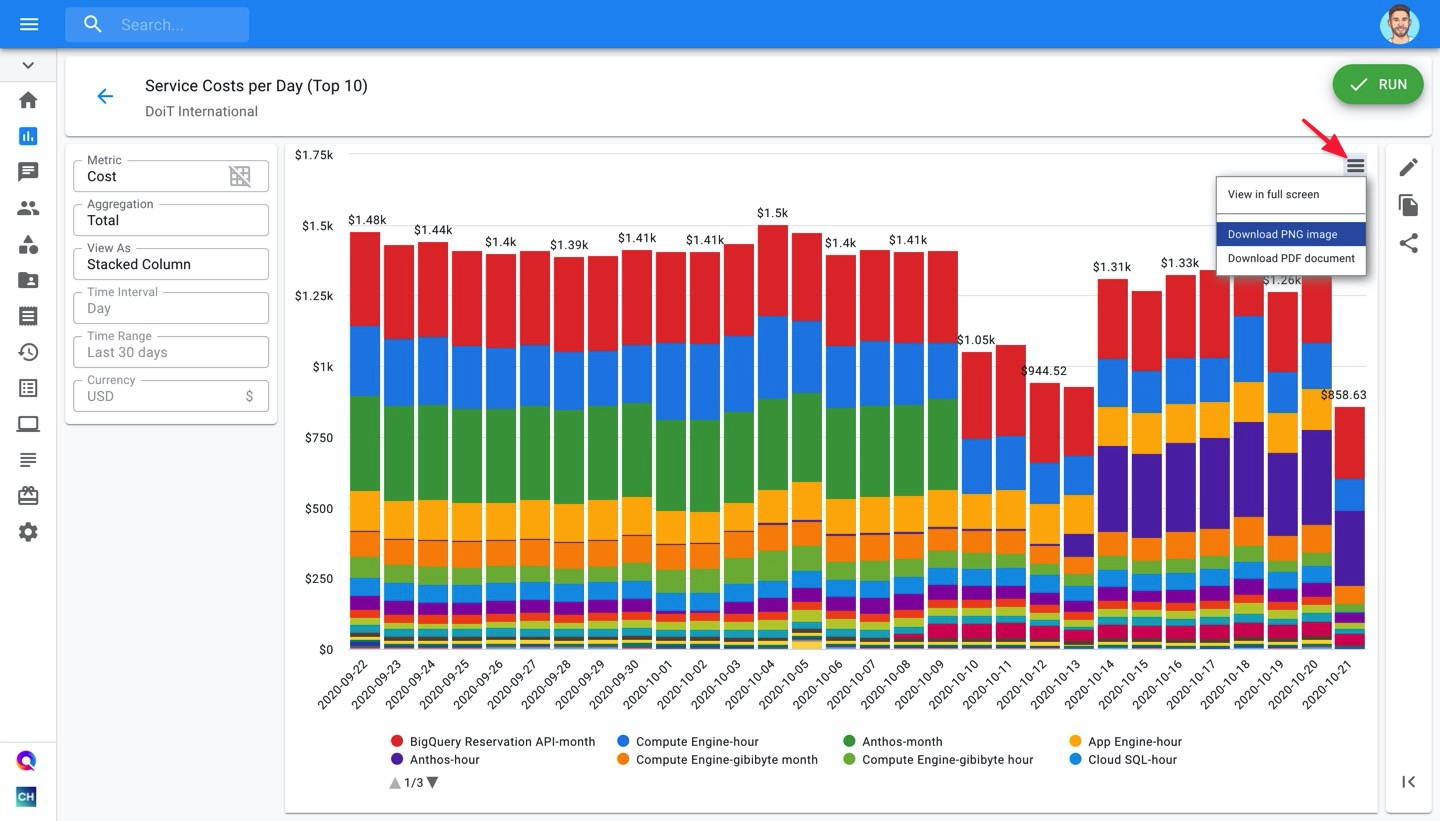 Search...
Service Costs per Day (Top 10)
DoiT International
RUN
Metric
Cost
Aggregation
Total
View As
Stacked Column
Time Interval
Day
Time Range
Last 30 days
Currency
USD $
View in full screen
Download PNG image
Download PDF document
$1.75k
$1.5k
$1.25k
$1k
$750
$500
$250
$0
$1.48k
$1.44k
$1.4k
$1.39k
$1.41k
$1.41k
$1.5k
$1.4k
$1.41k
$1.05k
$944.52
$1.31k
$1.33k
$1.26k
$858.63
2020-09-22
2020-09-23
2020-09-24
2020-09-25
2020-09-26
2020-09-27
2020-09-28
2020-09-29
2020-09-30
2020-10-01
2020-10-02
2020-10-03
2020-10-04
2020-10-05
2020-10-06
2020-10-07
2020-10-08
2020-10-09
2020-10-10
2020-10-11
2020-10-12
2020-10-13
2020-10-14
2020-10-15
2020-10-16
2020-10-17
2020-10-18
2020-10-19
2020-10-20
2020-10-21
BigQuery Reservation API-month
Compute Engine-hour
Anthos-month
App Engine-hour
Anthos-hour
Compute Engine-gibibyte month
Compute Engine-gibibyte hour
Cloud SQL-hour
1/3
CH